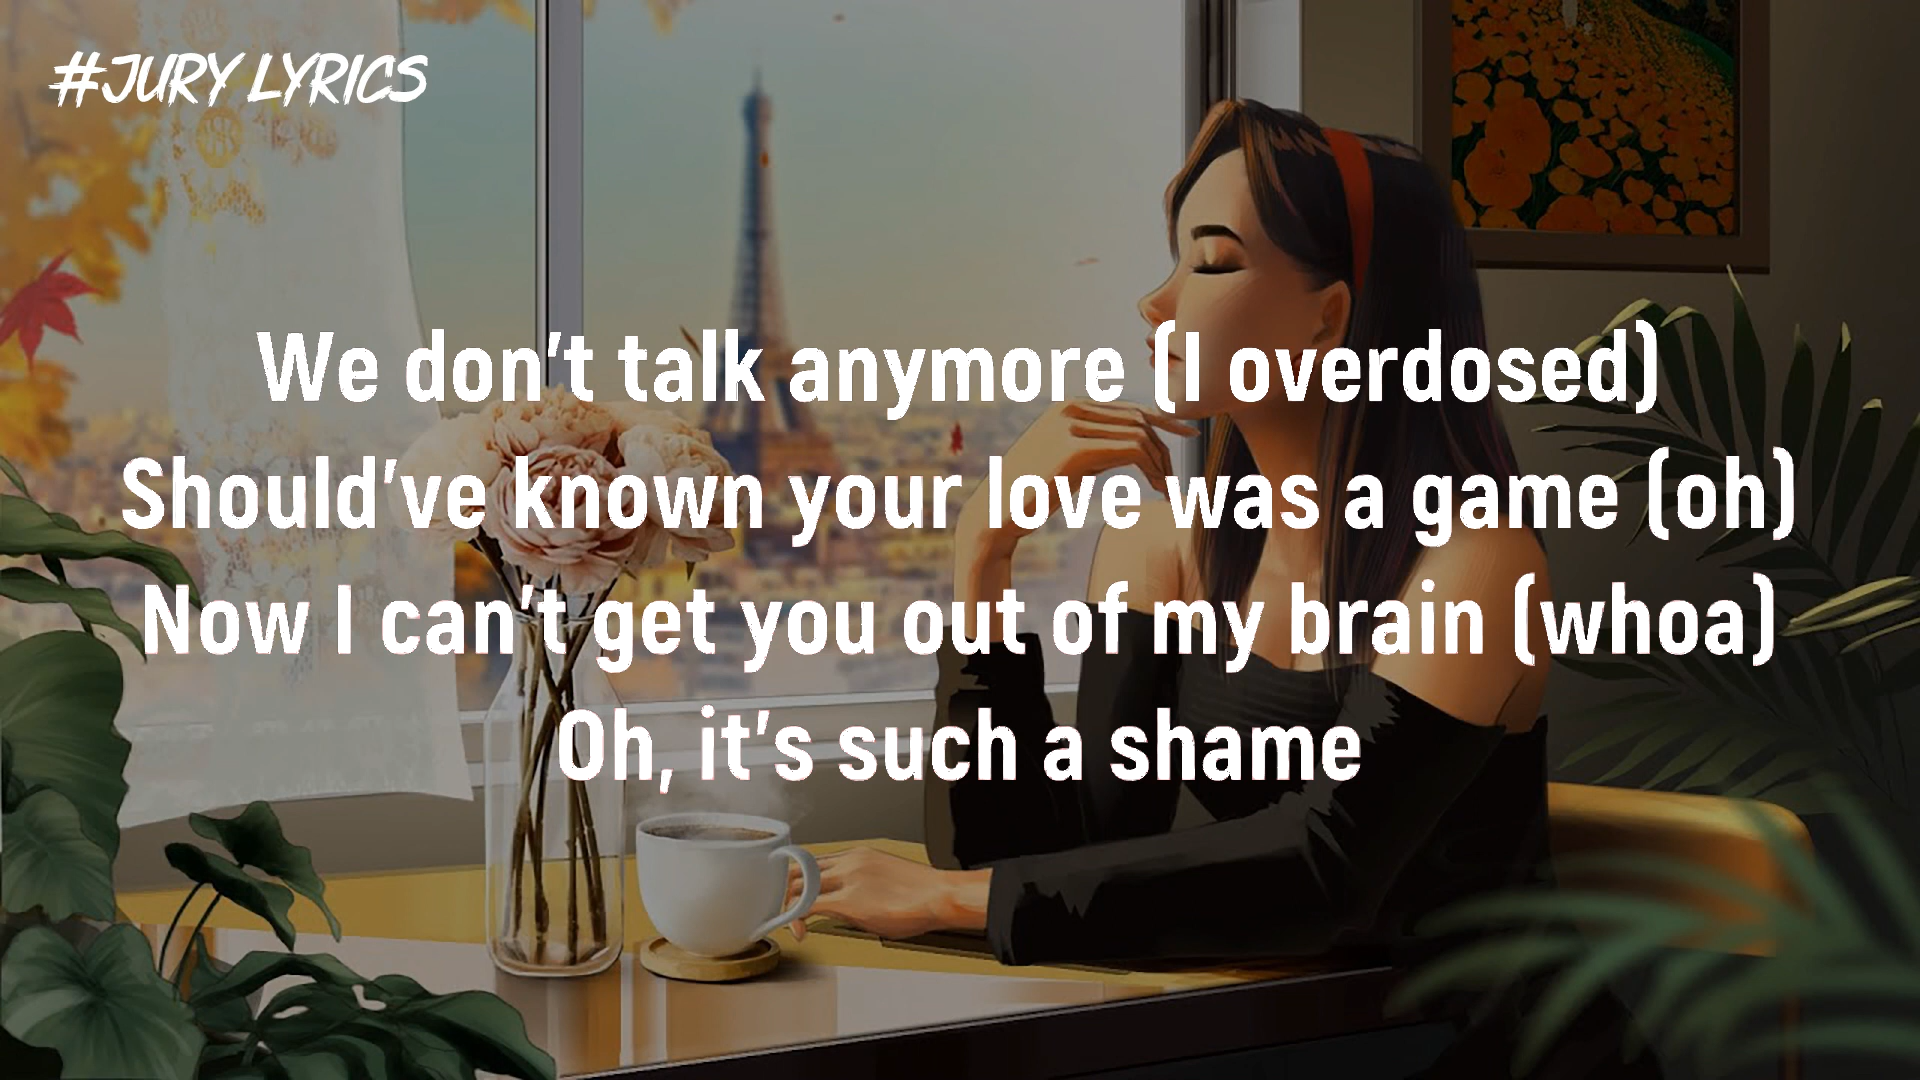 #JURY LYRICS
We don't talk anymore (I overdosed)
Should've known your love was a game (oh)
Now I can't get you out of my brain (whoa)
Oh, it's such a shame